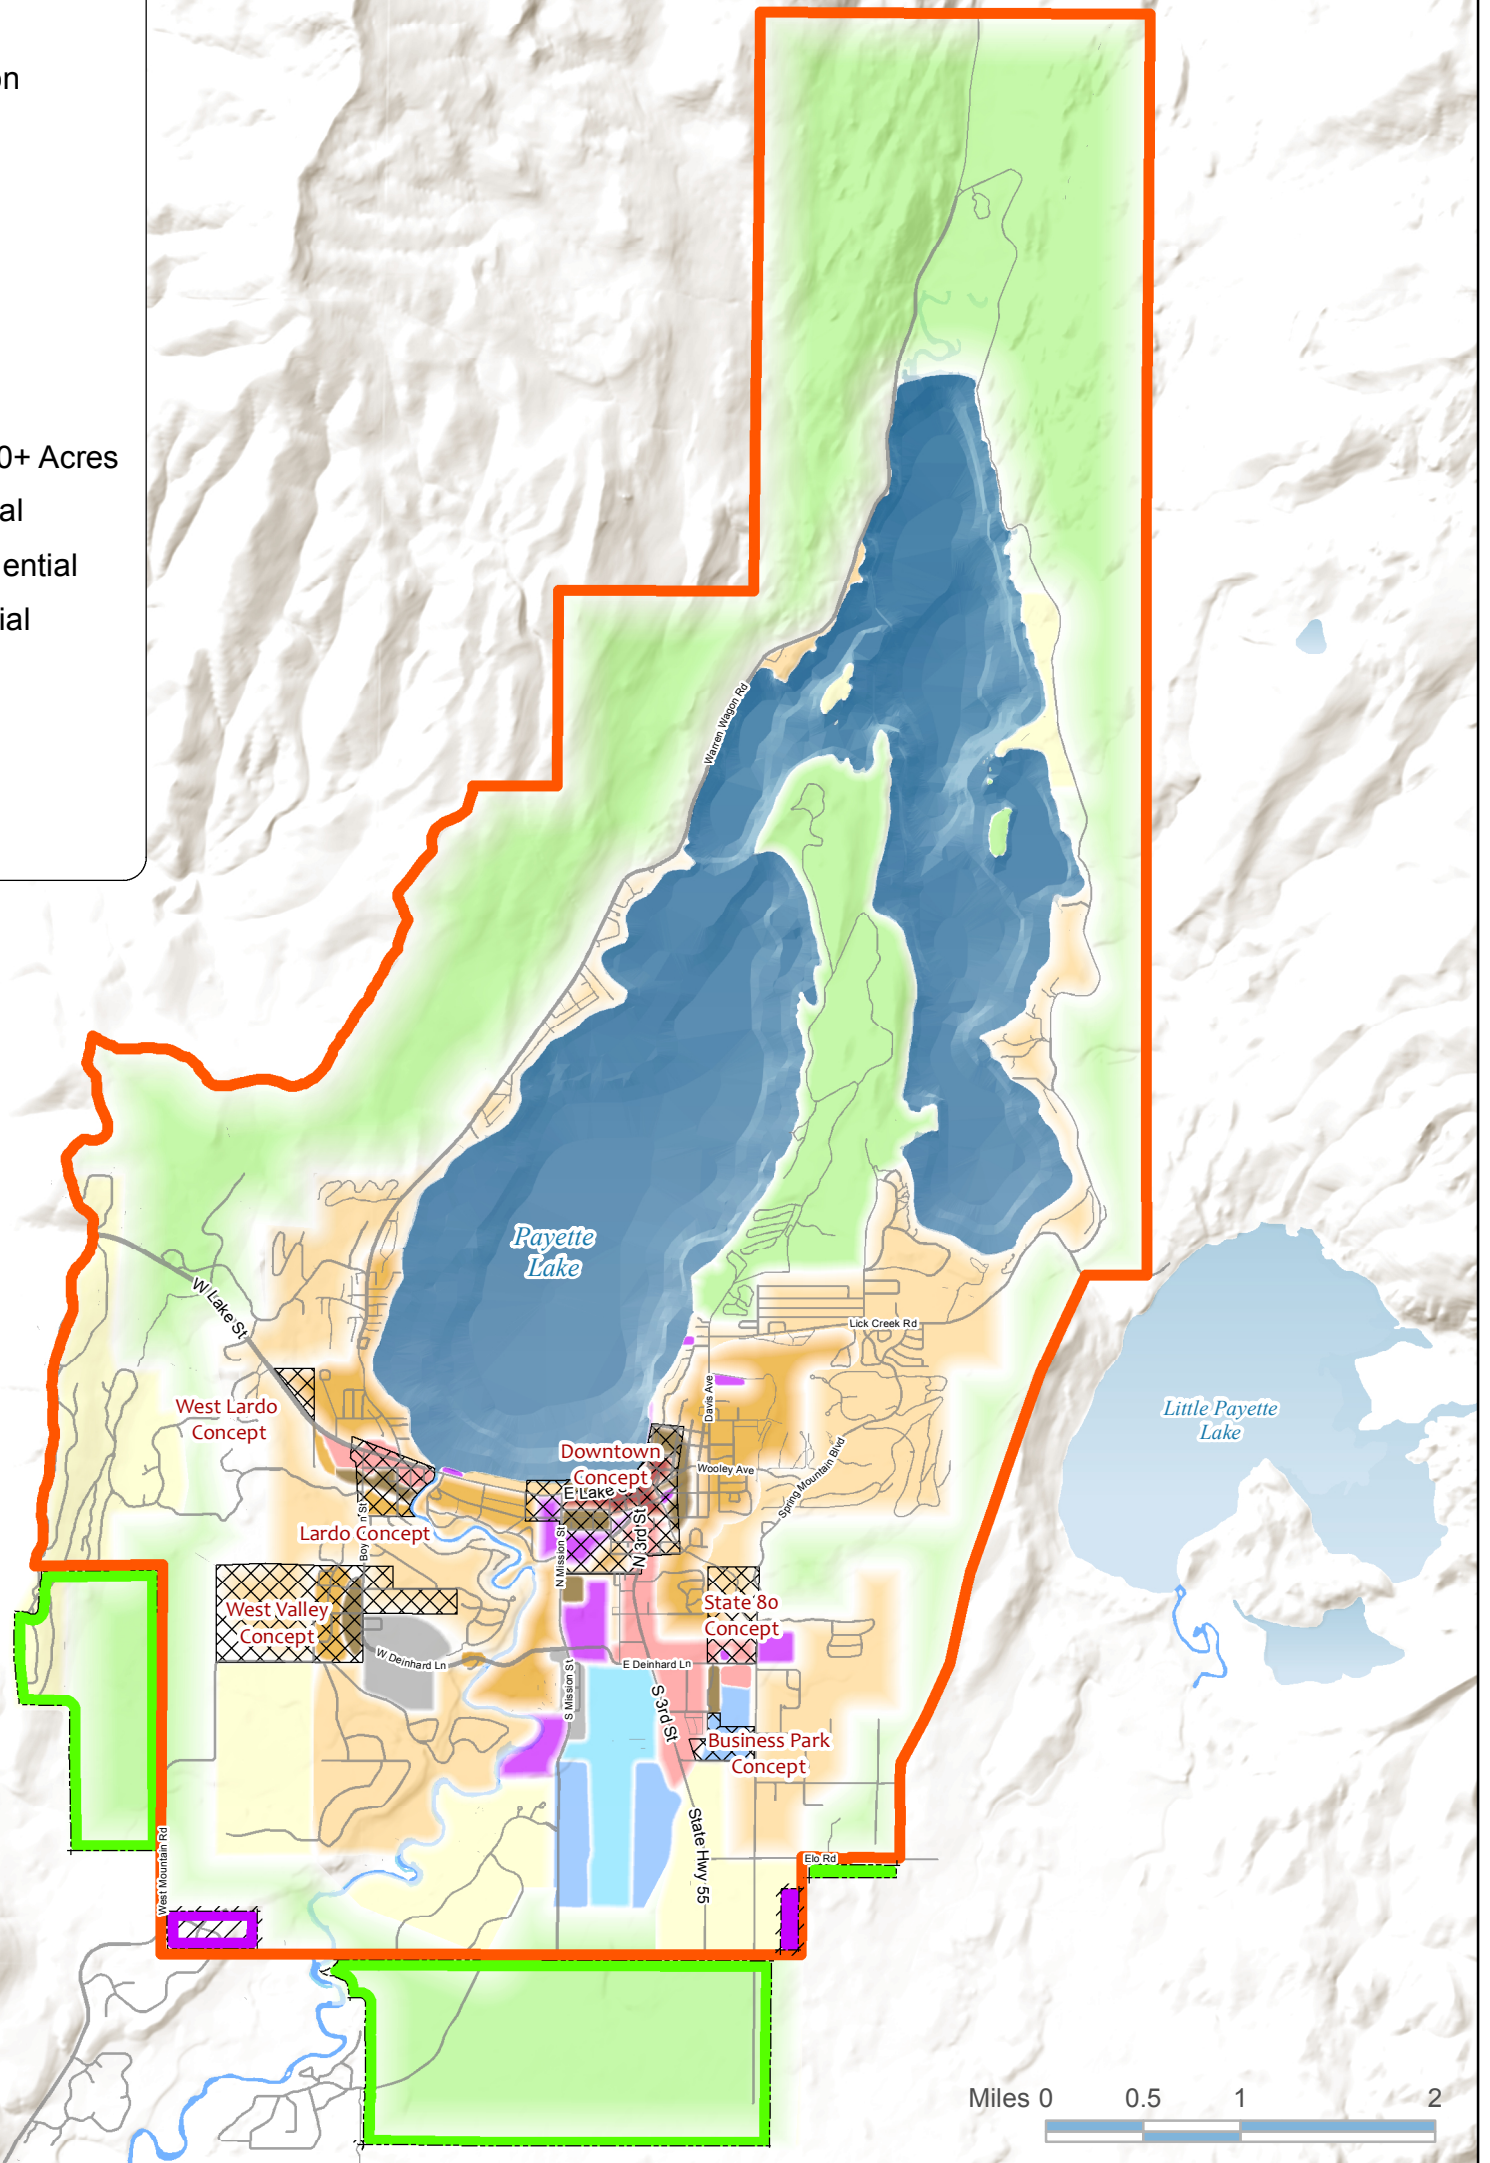 on
0+ Acres
al
ential
ial
Warren Wagon Rd
Payette
Lake
W Lake St
Lick Creek Rd
Davis Ave
West Lardo
Concept
Little Payette
Lake
Downtown
Concept
Wooley Ave
E Lake
Spring Mountain Blvd
N 3rd St
Lardo Concept
N Mission St
State 80
Concept
West Valley
Concept
W Deinhard Ln
E Deinhard Ln
S Mission St
S 3rd St
Business Park
Concept
State Hwy 55
West Mountain Rd
Elo Rd
Miles 0 0.5 1 2